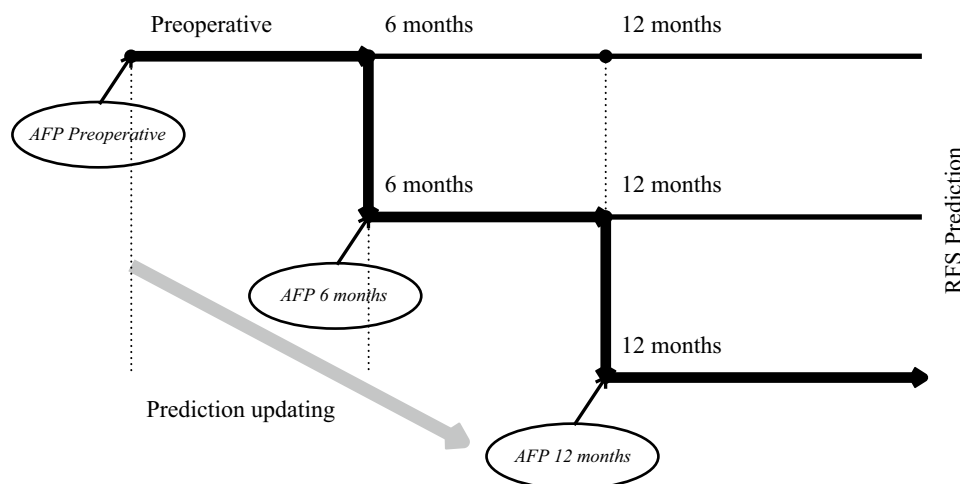 Preoperative
6 months
12 months
AFP Preoperative
6 months
12 months
RFS Prediction
AFP 6 months
12 months
Prediction updating
AFP 12 months